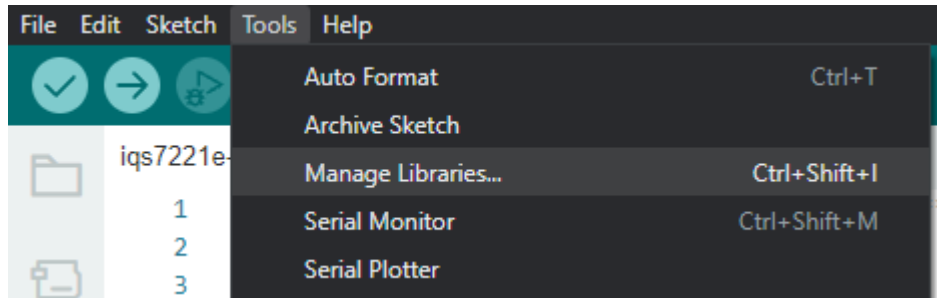 File Edit Sketch Tools Help
Auto Format Ctrl+T
Archive Sketch
iqs7221e-
Manage Libraries... Ctrl+Shift+I
1
Serial Monitor Ctrl+Shift+M
2
Serial Plotter
3